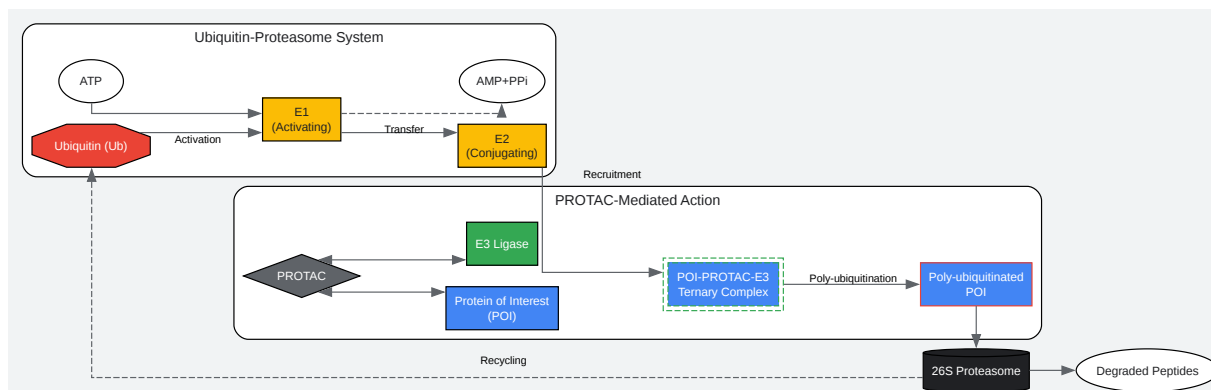 Ubiquitin-Proteasome System
ATP
AMP+PPi
E1
(Activating)
Ubiquitin (Ub)
Activation
Transfer
E2
(Conjugating)
Recruitment
PROTAC-Mediated Action
E3 Ligase
PROTAC
POI-PROTAC-E3
Ternary Complex
Poly-ubiquitination
Poly-ubiquitinated
POI
Protein of Interest
(POI)
Recycling
26S Proteasome
Degraded Peptides